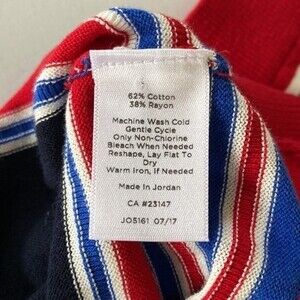 62% Cotton
38% Rayon
Machine Wash Cold
Gentle Cycle
Only Non-Chlorine
Bleach When Needed
Reshape, Lay Flat To
Dry
Warm Iron, If Needed
Made In Jordan
CA #23147
JO5161 07/17